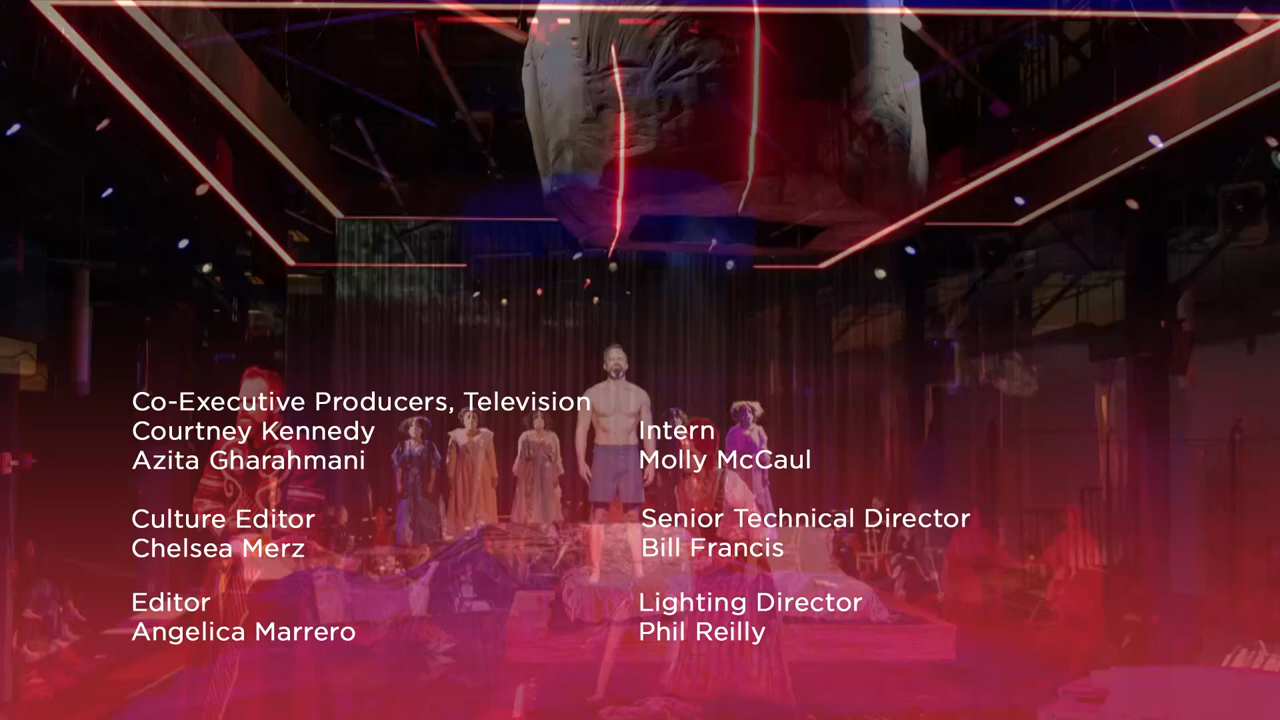 Co-Executive Producers, Television
Courtney Kennedy
Azita Gharahmani
Culture Editor
Chelsea Merz
Editor
Angelica Marrero
Intern
Molly McCaul
Senior Technical Director
Bill Francis
Lighting Director
Phil Reilly